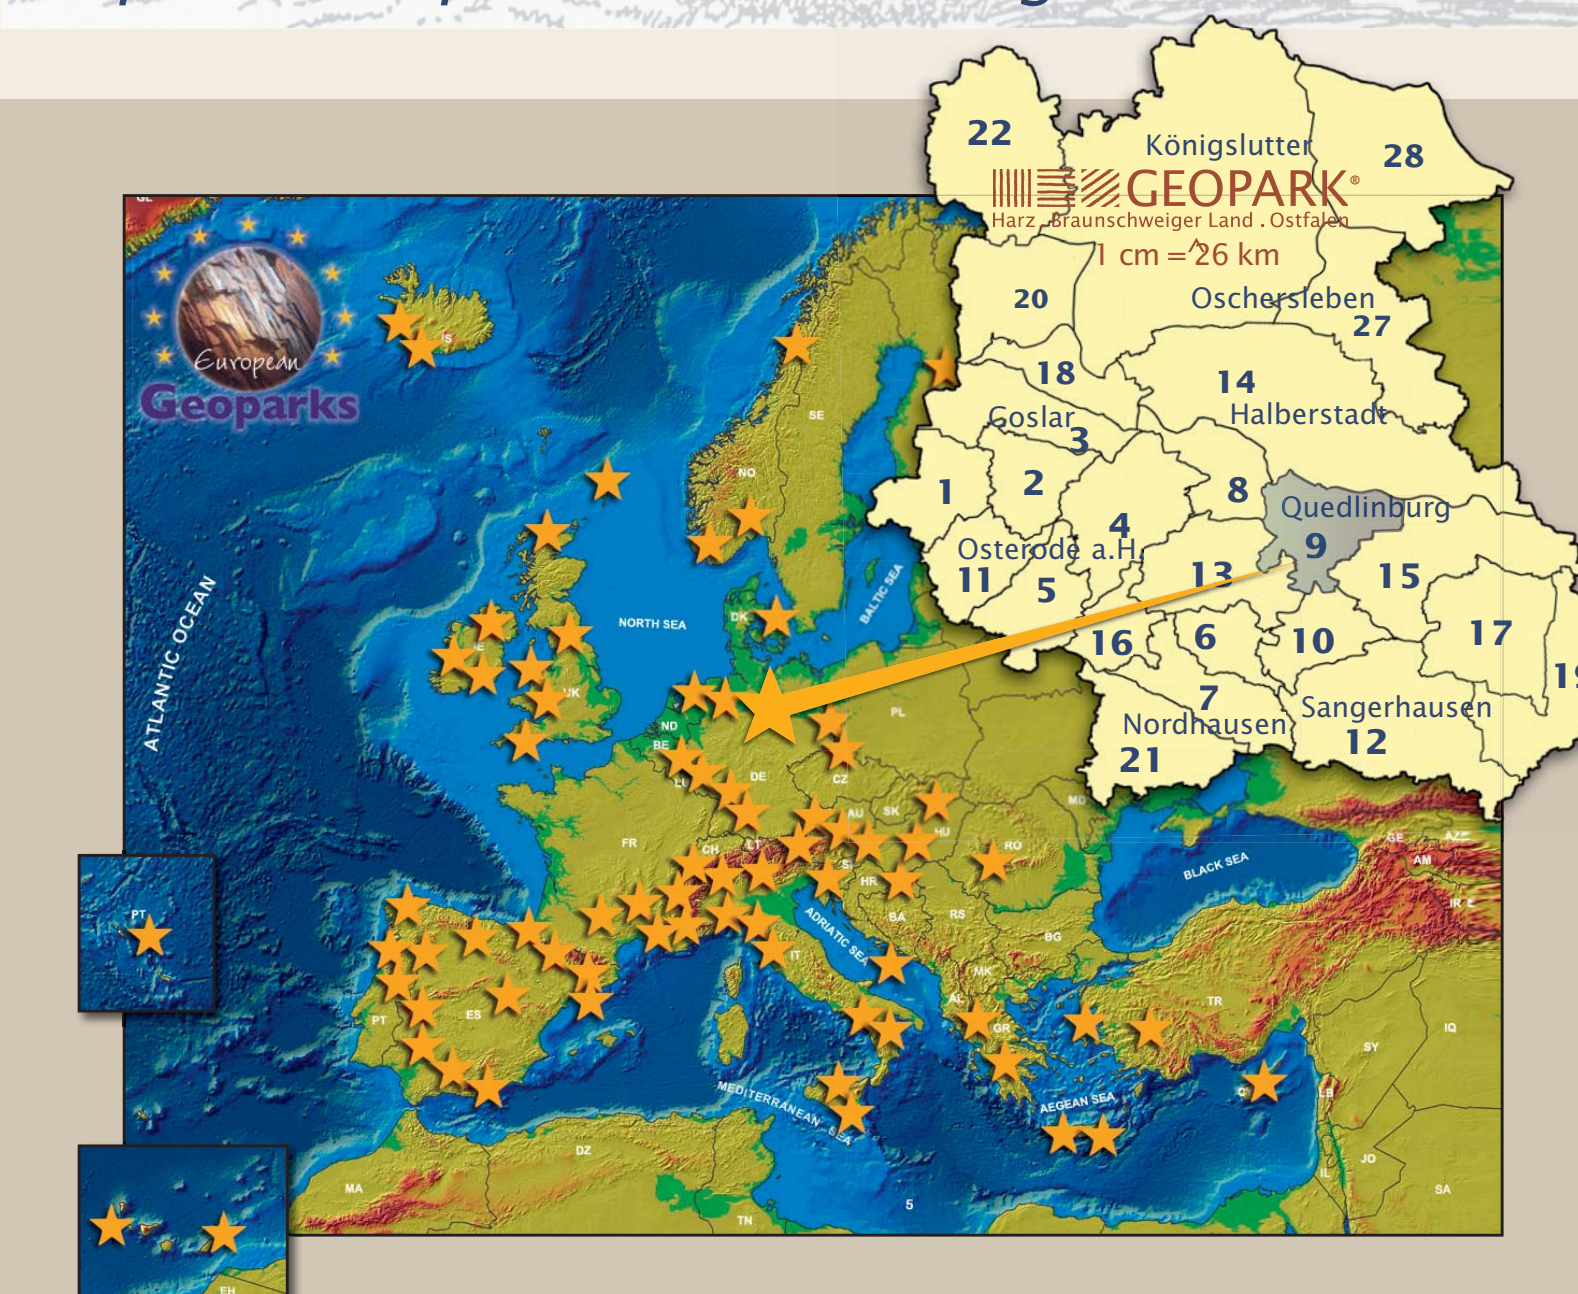 22
Königslutter
28
GEOPARK®
Harz . Braunschweiger Land . Ostfalen
1 cm =^ 26 km
20
Oschersleben
27
18
14
Goslar
Halberstadt
3
1
2
8
Quedlinburg
4
9
Osterode a.H.
11
5
13
15
16
6
10
17
19
7
Sangerhausen
Nordhausen
12
21
GL
European
Geoparks
IS
SE
NO
ATLANTIC OCEAN
NORTH SEA
DK
BALTIC SEA
IE
UK
ND
BE
LU
DE
PL
CZ
SK
AU
HU
MD
RO
FR
CH
LT
HR
BA
RS
BG
BLACK SEA
GE
AZ
AM
IR
PT
ADRIATIC SEA
IT
MK
AL
GR
TR
PT
ES
SY
IQ
MEDITERRANEAN SEA
AEGEAN SEA
C
LB
DZ
IL
JO
MA
SA
TN
5
EH